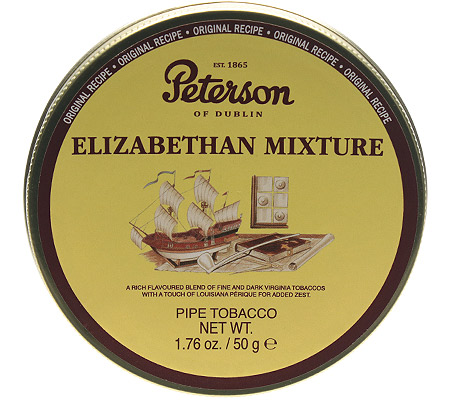 ORIGINAL RECIPE • ORIGINAL RECIPE • ORIGINAL RECIPE • ORIGINAL RECIPE • ORIGINAL RECIPE
EST. 1865
Peterson
OF DUBLIN
ELIZABETHAN MIXTURE
A RICH FLAVOURED BLEND OF FINE AND DARK VIRGINIA TOBACCOS
WITH A TOUCH OF LOUISIANA PÉRIQUE FOR ADDED ZEST.
PIPE TOBACCO
NET WT.
1.76 oz. / 50 g ℮